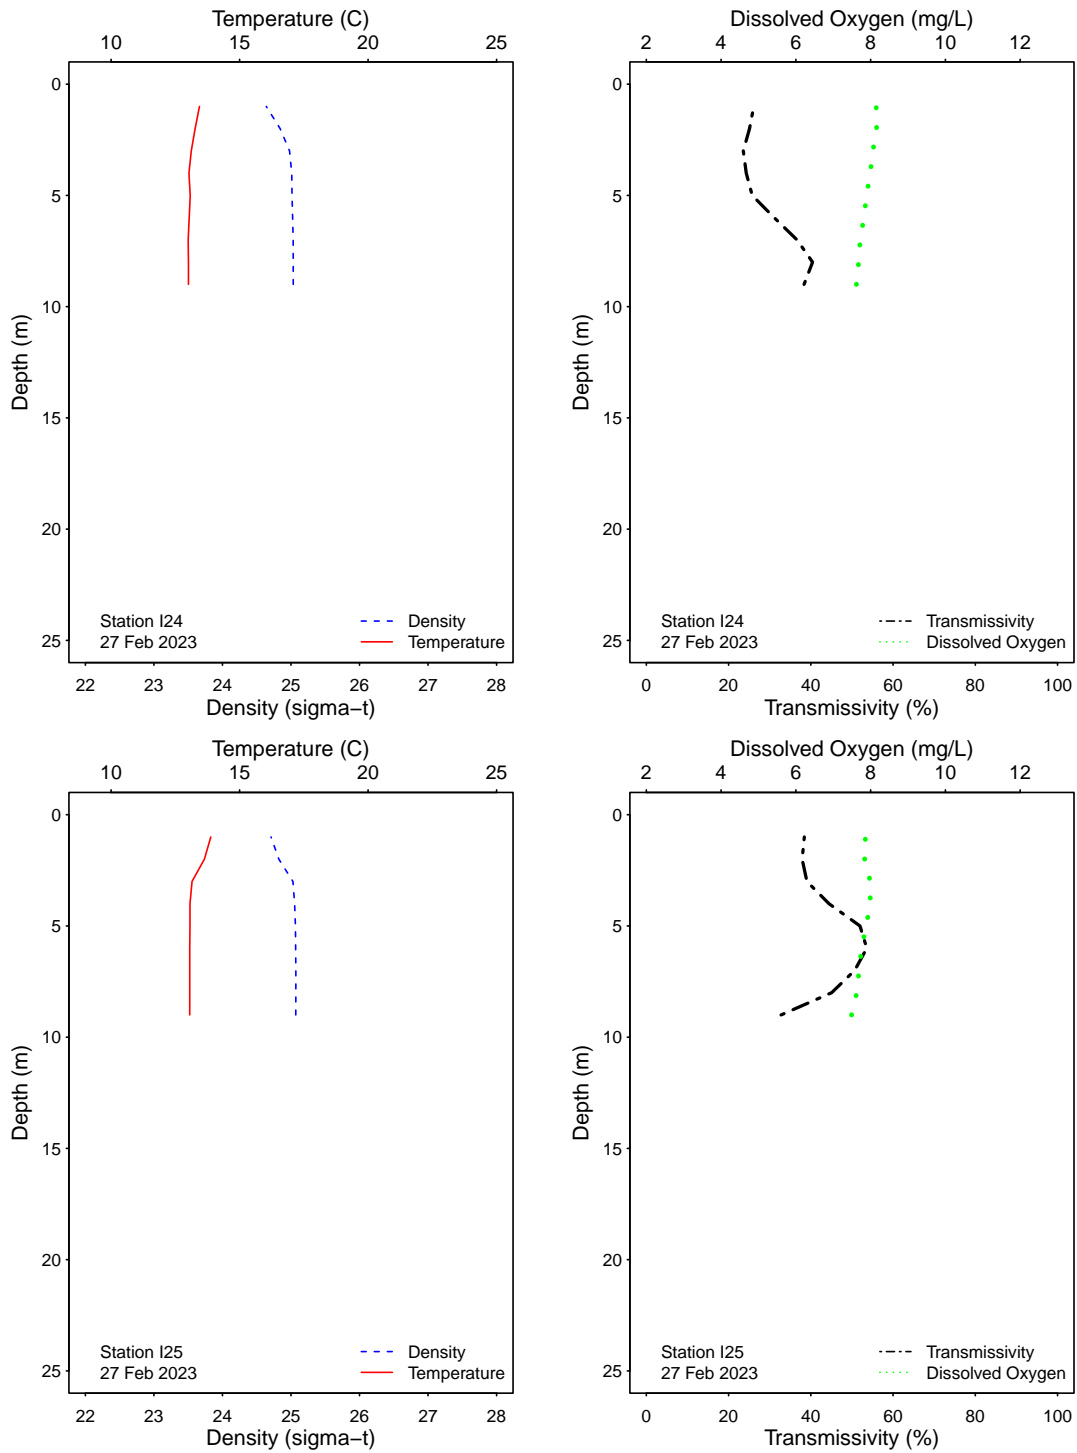 Temperature (C)
10 15 20 25
0
5
10
15
20
25
Depth (m)
Station I24
27 Feb 2023
Density
Temperature
22 23 24 25 26 27 28
Density (sigma−t)
Dissolved Oxygen (mg/L)
2 4 6 8 10 12
0
5
10
15
20
25
Depth (m)
Station I24
27 Feb 2023
Transmissivity
Dissolved Oxygen
0 20 40 60 80 100
Transmissivity (%)
Temperature (C)
10 15 20 25
0
5
10
15
20
25
Depth (m)
Station I25
27 Feb 2023
Density
Temperature
22 23 24 25 26 27 28
Density (sigma−t)
Dissolved Oxygen (mg/L)
2 4 6 8 10 12
0
5
10
15
20
25
Depth (m)
Station I25
27 Feb 2023
Transmissivity
Dissolved Oxygen
0 20 40 60 80 100
Transmissivity (%)